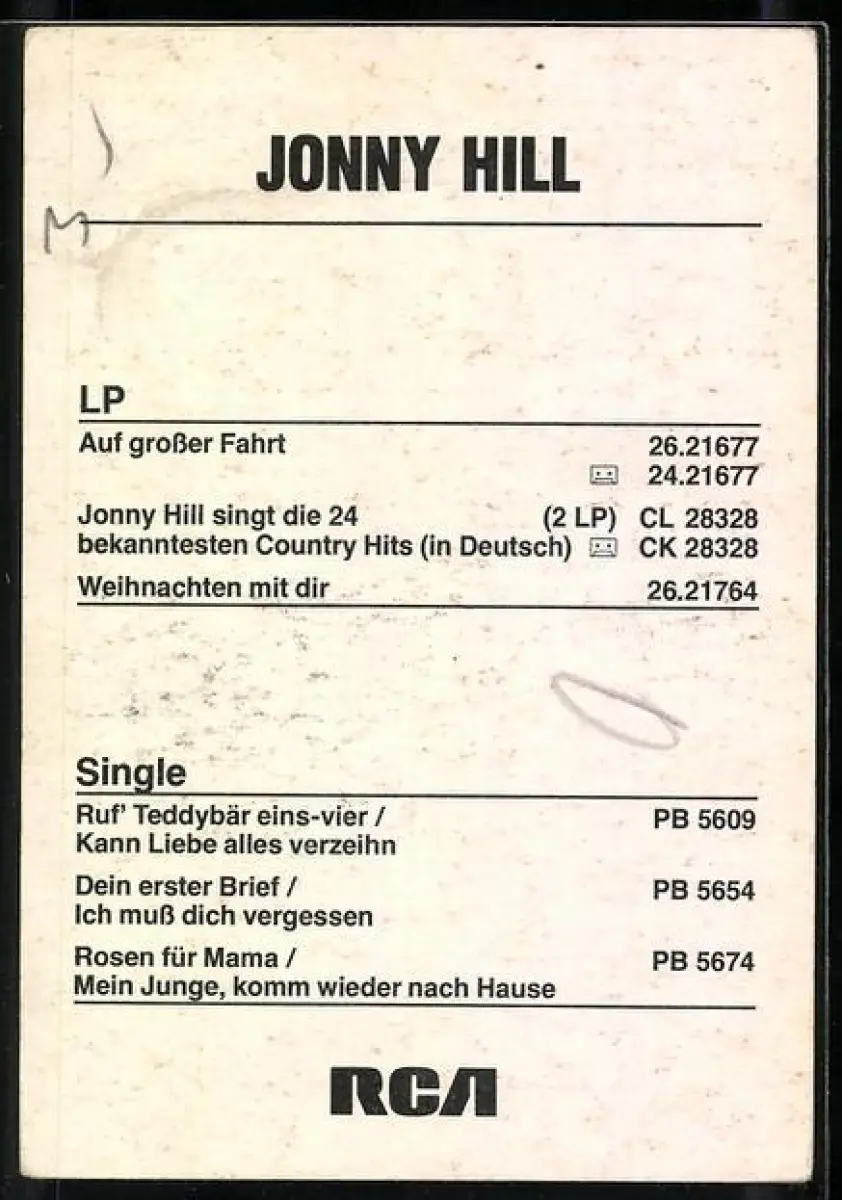 JONNY HILL
LP
Auf großer Fahrt 26.21677
24.21677
Jonny Hill singt die 24 (2 LP) CL 28328
bekanntesten Country Hits (in Deutsch) CK 28328
Weihnachten mit dir 26.21764
Single
Ruf' Teddybär eins-vier / PB 5609
Kann Liebe alles verzeihn
Dein erster Brief / PB 5654
Ich muß dich vergessen
Rosen für Mama / PB 5674
Mein Junge, komm wieder nach Hause
RCA